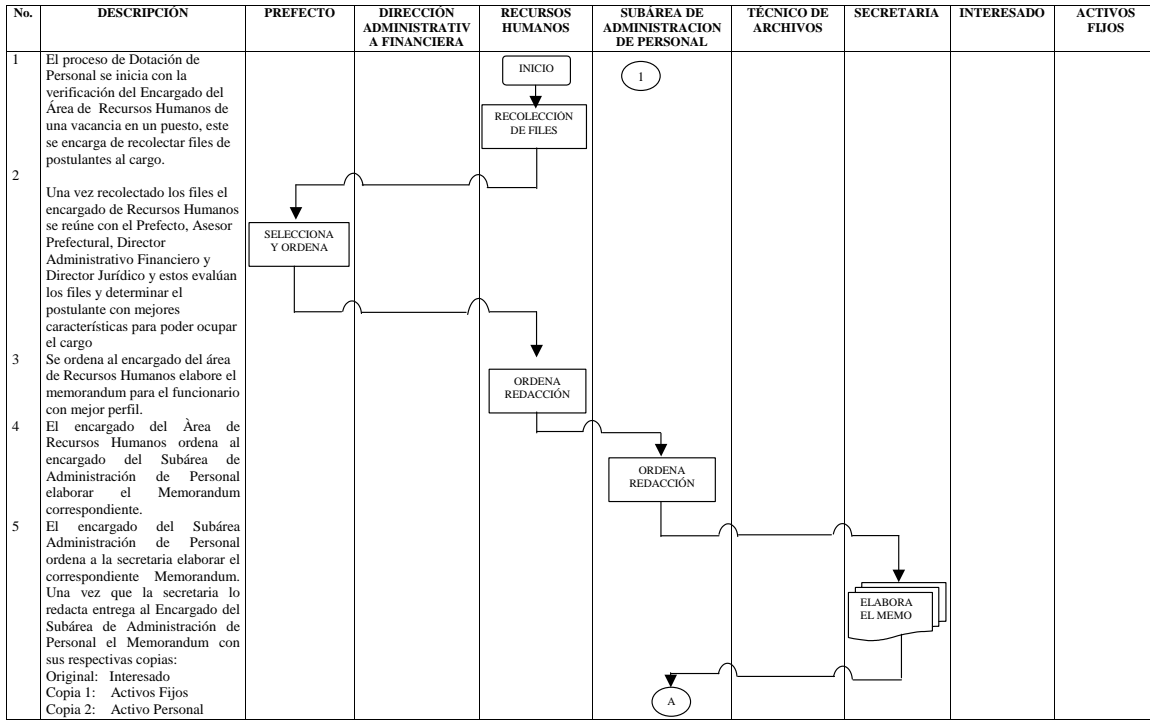 No.
DESCRIPCIÓN
PREFECTO
DIRECCIÓN
ADMINISTRATIV
A FINANCIERA
RECURSOS
HUMANOS
SUBÁREA DE
ADMINISTRACION
DE PERSONAL
TÉCNICO DE
ARCHIVOS
SECRETARIA
INTERESADO
ACTIVOS
FIJOS
1
El proceso de Dotación de
Personal se inicia con la
verificación del Encargado del
Área de Recursos Humanos de
una vacancia en un puesto, este
se encarga de recolectar files de
postulantes al cargo.
INICIO
1
RECOLECCIÓN
DE FILES
2
Una vez recolectado los files el
encargado de Recursos Humanos
se reúne con el Prefecto, Asesor
Prefectural, Director
Administrativo Financiero y
Director Jurídico y estos evalúan
los files y determinar el
postulante con mejores
características para poder ocupar
el cargo
SELECCIONA
Y ORDENA
3
Se ordena al encargado del área
de Recursos Humanos elabore el
memorandum para el funcionario
con mejor perfil.
ORDENA
REDACCIÓN
4
El encargado del Àrea de
Recursos Humanos ordena al
encargado del Subárea de
Administración de Personal
elaborar el Memorandum
correspondiente.
ORDENA
REDACCIÓN
5
El encargado del Subárea
Administración de Personal
ordena a la secretaria elaborar el
correspondiente Memorandum.
Una vez que la secretaria lo
redacta entrega al Encargado del
Subárea de Administración de
Personal el Memorandum con
sus respectivas copias:
Original: Interesado
Copia 1: Activos Fijos
Copia 2: Activo Personal
ELABORA
EL MEMO
A